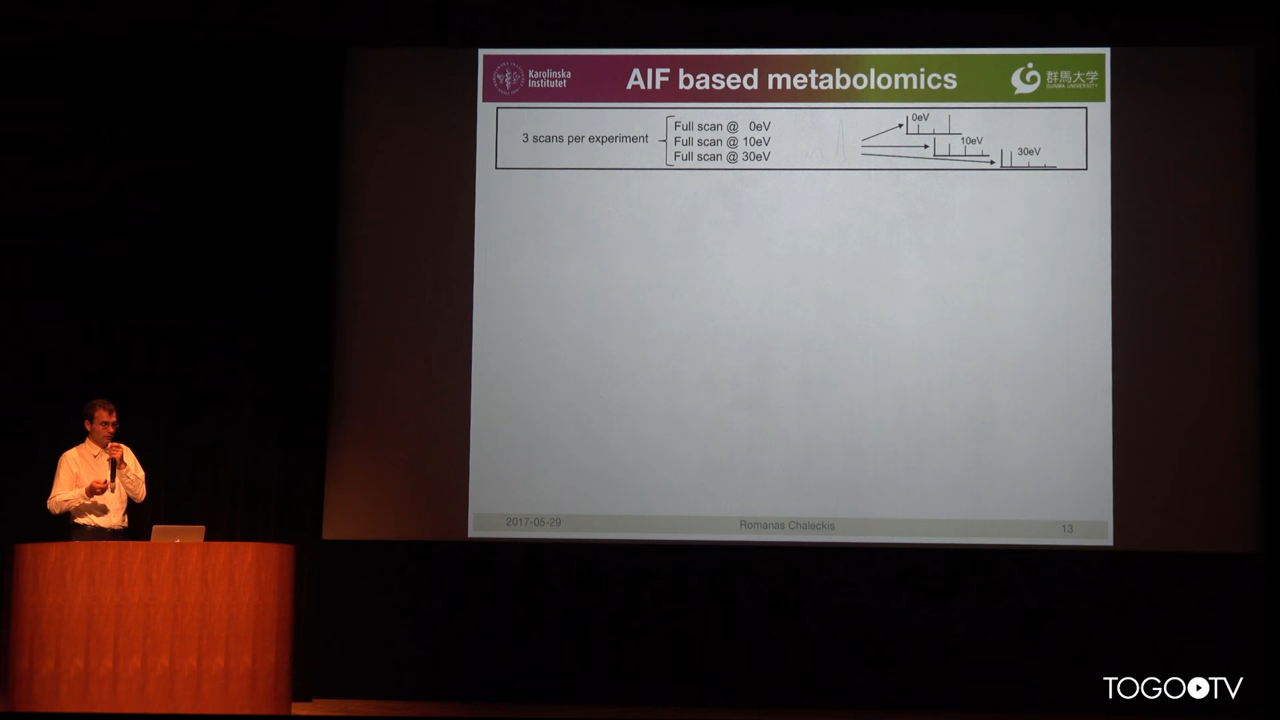 Karolinska
Institutet
AIF based metabolomics
群馬大学
GUNMA UNIVERSITY
3 scans per experiment
Full scan @ 0eV
Full scan @ 10eV
Full scan @ 30eV
0eV
10eV
30eV
2017-05-29
Romanas Chaleckis
13
TOGO TV